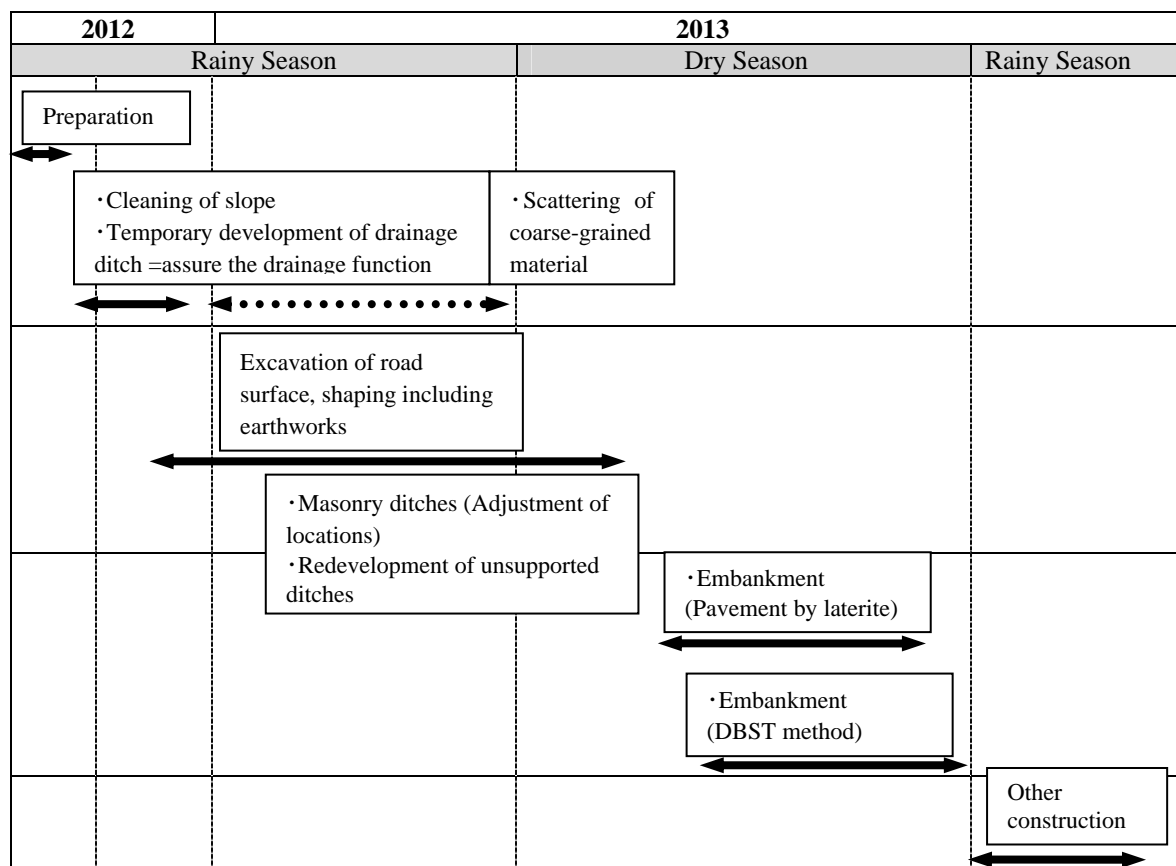 2012
2013
Rainy Season
Dry Season
Rainy Season
Preparation
・Cleaning of slope
・Temporary development of drainage
ditch =assure the drainage function
・Scattering of
coarse-grained
material
Excavation of road
surface, shaping including
earthworks
・Masonry ditches (Adjustment of
locations)
・Redevelopment of unsupported
ditches
・Embankment
(Pavement by laterite)
・Embankment
(DBST method)
Other
construction